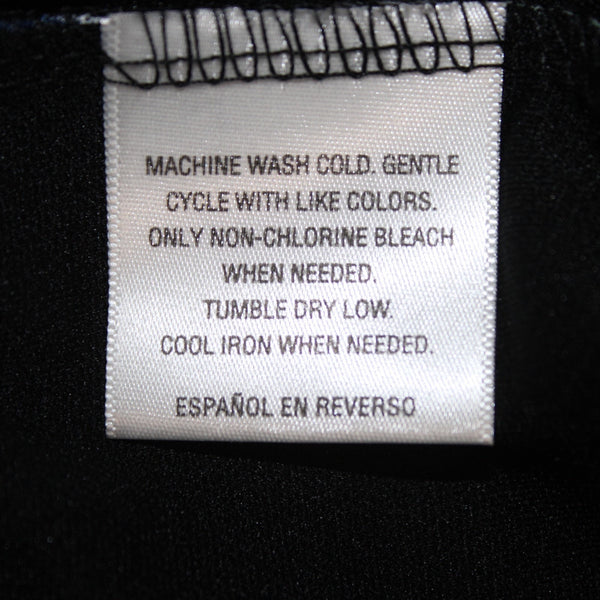 MACHINE WASH COLD. GENTLE
CYCLE WITH LIKE COLORS.
ONLY NON-CHLORINE BLEACH
WHEN NEEDED.
TUMBLE DRY LOW.
COOL IRON WHEN NEEDED.
ESPAÑOL EN REVERSO